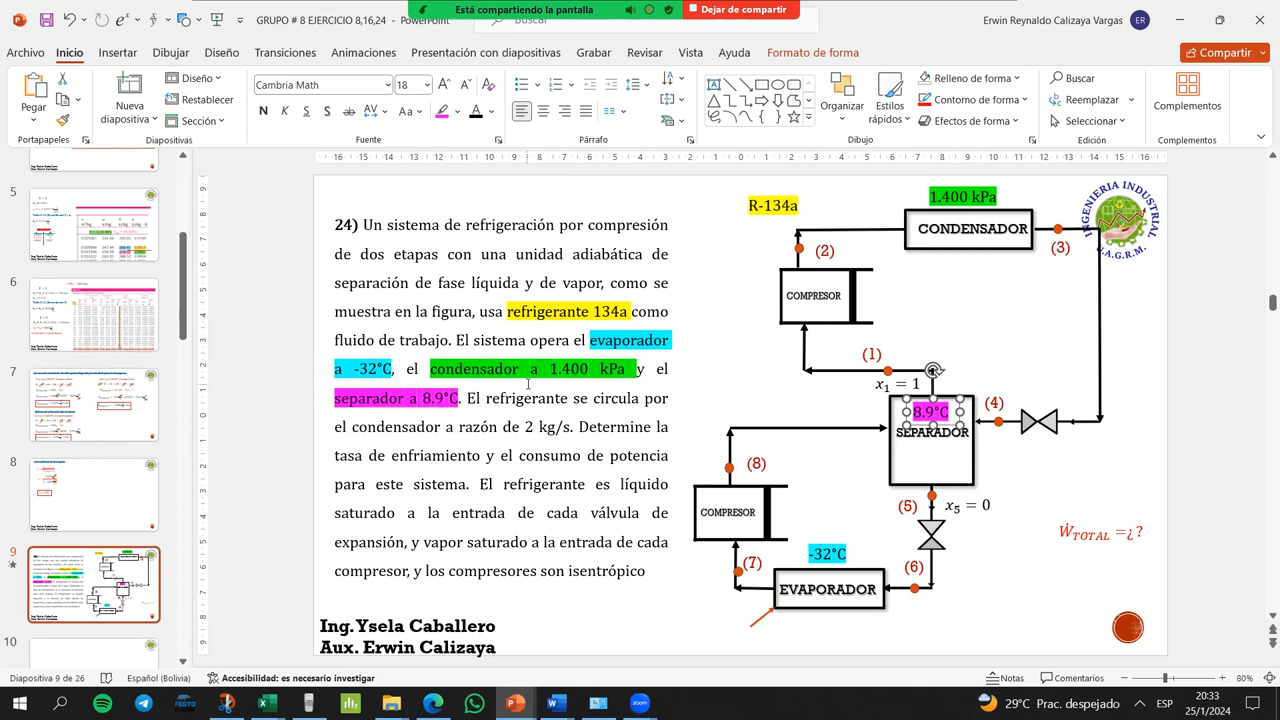 Está compartiendo la pantalla
Dejar de compartir
GRUPO # 8 EJERCICIO 8,16,24 - PowerPoint
Buscar
Erwin Reynaldo Calizaya Vargas
ER
Archivo
Inicio
Insertar
Dibujar
Diseño
Transiciones
Animaciones
Presentación con diapositivas
Grabar
Revisar
Vista
Ayuda
Formato de forma
Compartir
Pegar
Nueva diapositiva
Diseño
Restablecer
Sección
Cambria Math
18
Organizar
Estilos rápidos
Relleno de forma
Contorno de forma
Efectos de forma
Buscar
Reemplazar
Seleccionar
Complementos
Portapapeles
Diapositivas
Fuente
Párrafo
Dibujo
Edición
Complementos
5
6
7
8
9
10
24) Un sistema de refrigeración por compresión
de dos etapas con una unidad adiabática de
separación de fase líquida y de vapor, como se
muestra en la figura, usa refrigerante 134a como
fluido de trabajo. El sistema opera el evaporador
a -32°C, el condensador a 1.400 kPa y el
separador a 8.9°C. El refrigerante se circula por
el condensador a razón de 2 kg/s. Determine la
tasa de enfriamiento y el consumo de potencia
para este sistema. El refrigerante es líquido
saturado a la entrada de cada válvula de
expansión, y vapor saturado a la entrada de cada
compresor, y los compresores son isentrópico
Ing. Ysela Caballero
Aux. Erwin Calizaya
R-134a
1.400 kPa
CONDENSADOR
(2)
(3)
COMPRESOR
(1)
x₁ = 1
8.9°C
SEPARADOR
(4)
(8)
(5)
x₅ = 0
COMPRESOR
-32°C
(7)
(6)
EVAPORADOR
Ẇ_TOTAL =¿?
INGENIERIA INDUSTRIAL
U.A.G.R.M.
Diapositiva 9 de 26
Español (Bolivia)
Accesibilidad: es necesario investigar
Notas
Comentarios
80%
29°C Parc. despejado
ESP
20:33
25/1/2024